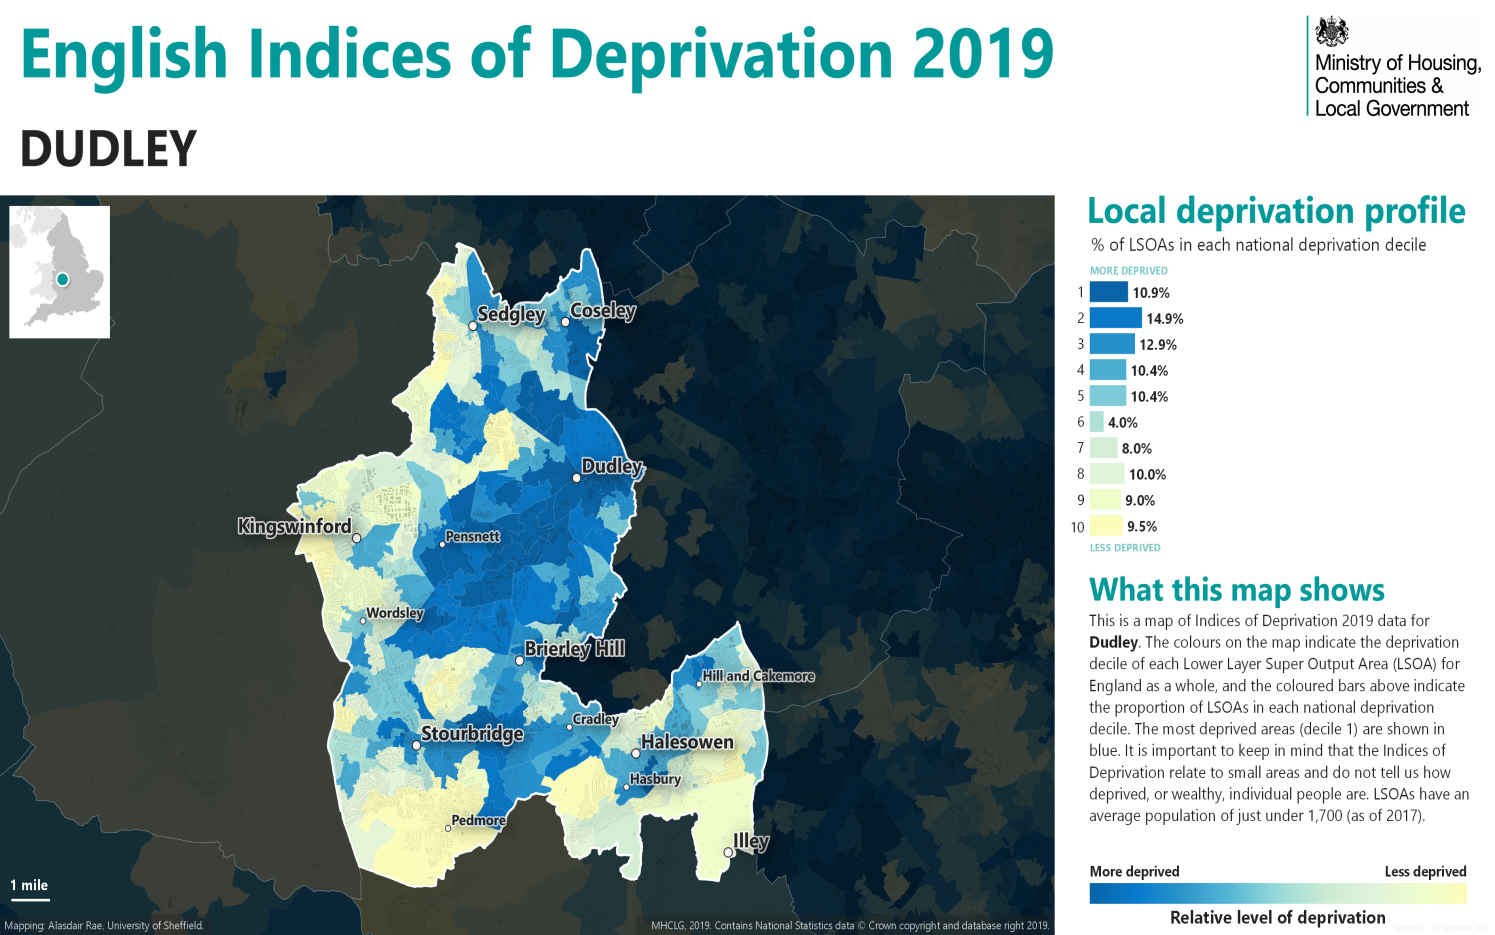 English Indices of Deprivation 2019
DUDLEY
Ministry of Housing,
Communities &
Local Government
Sedgley
Coseley
Dudley
Kingswinford
Pensnett
Wordsley
Brierley Hill
Hill and Cakemore
Cradley
Stourbridge
Halesowen
Hasbury
Pedmore
Illey
1 mile
Mapping: Alasdair Rae, University of Sheffield.
MHCLG, 2019. Contains National Statistics data © Crown copyright and database right 2019.
Local deprivation profile
% of LSOAs in each national deprivation decile
MORE DEPRIVED
1 10.9%
2 14.9%
3 12.9%
4 10.4%
5 10.4%
6 4.0%
7 8.0%
8 10.0%
9 9.0%
10 9.5%
LESS DEPRIVED
What this map shows
This is a map of Indices of Deprivation 2019 data for
Dudley. The colours on the map indicate the deprivation
decile of each Lower Layer Super Output Area (LSOA) for
England as a whole, and the coloured bars above indicate
the proportion of LSOAs in each national deprivation
decile. The most deprived areas (decile 1) are shown in
blue. It is important to keep in mind that the Indices of
Deprivation relate to small areas and do not tell us how
deprived, or wealthy, individual people are. LSOAs have an
average population of just under 1,700 (as of 2017).
More deprived Less deprived
Relative level of deprivation